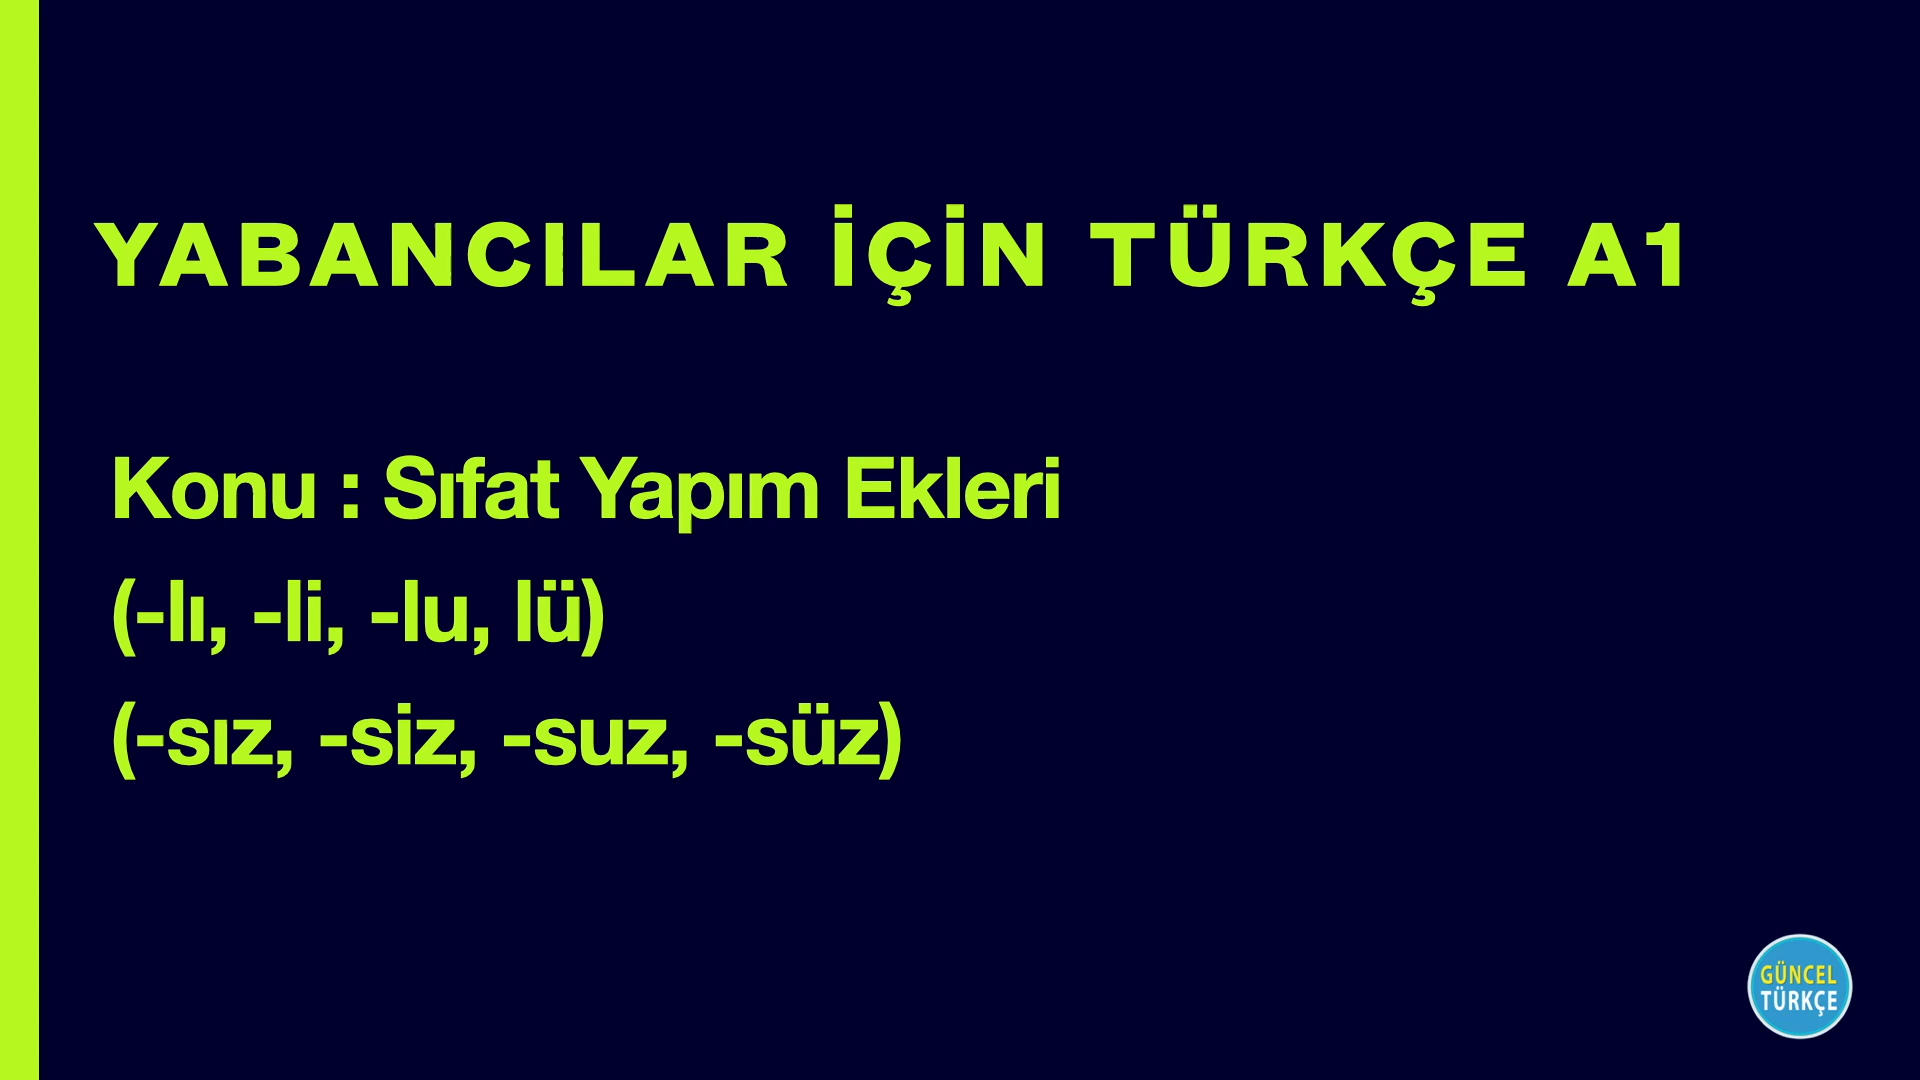 YABANCILAR İÇİN TÜRKÇE A1
Konu : Sıfat Yapım Ekleri
(-lı, -li, -lu, lü)
(-sız, -siz, -suz, -süz)
GÜNCEL
TÜRKÇE